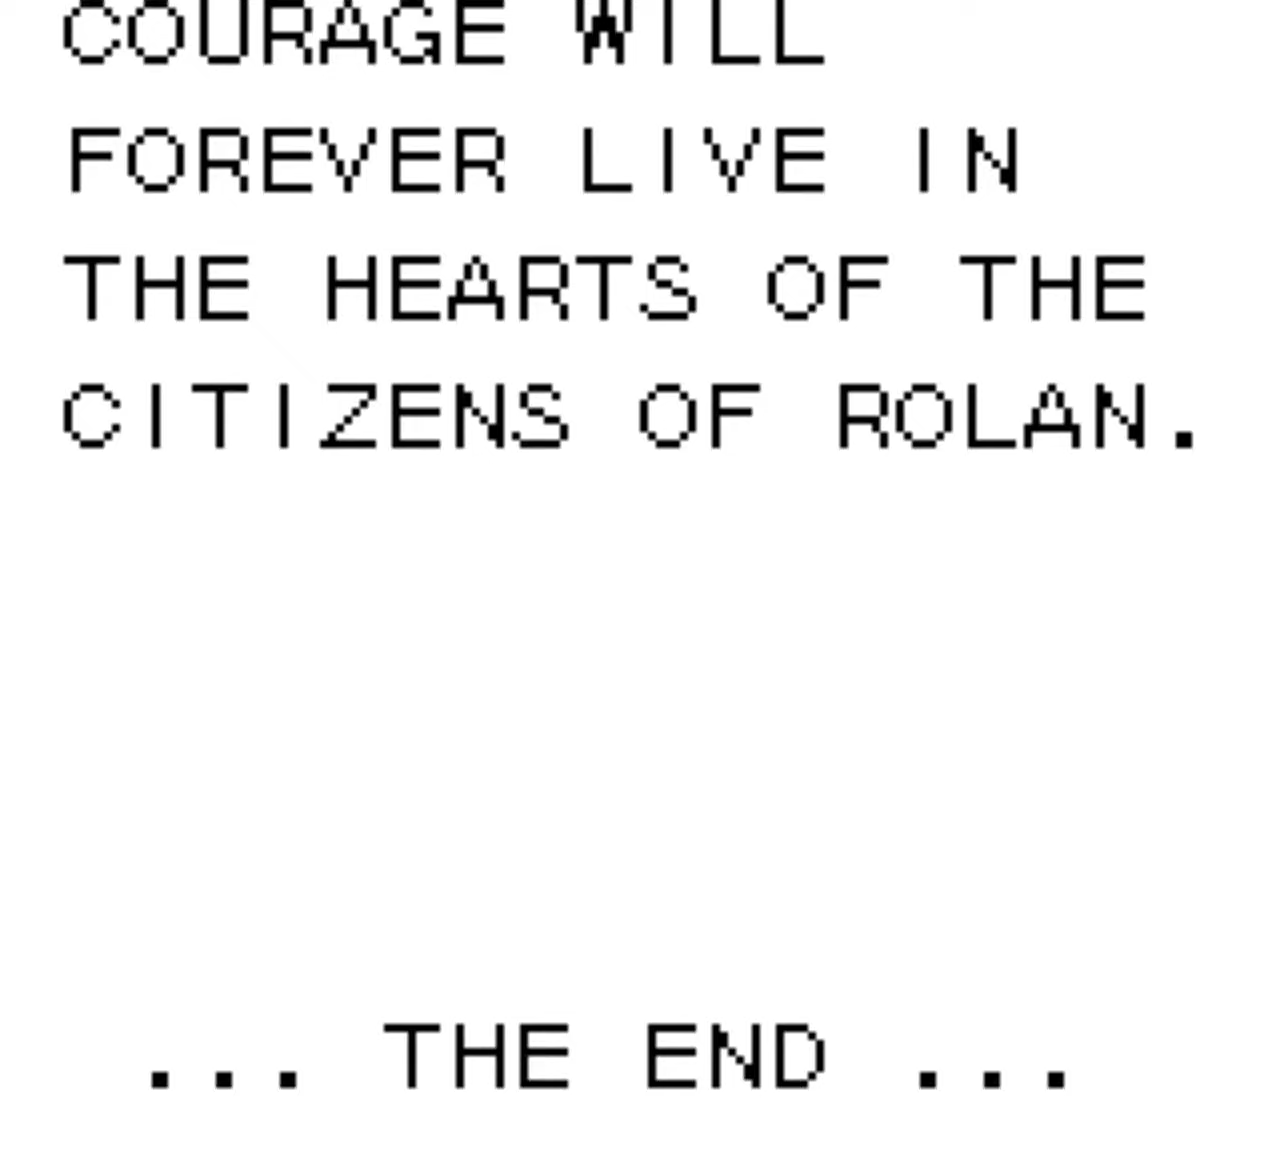 COURAGE WILL
FOREVER LIVE IN
THE HEARTS OF THE
CITIZENS OF ROLAN.
... THE END ...